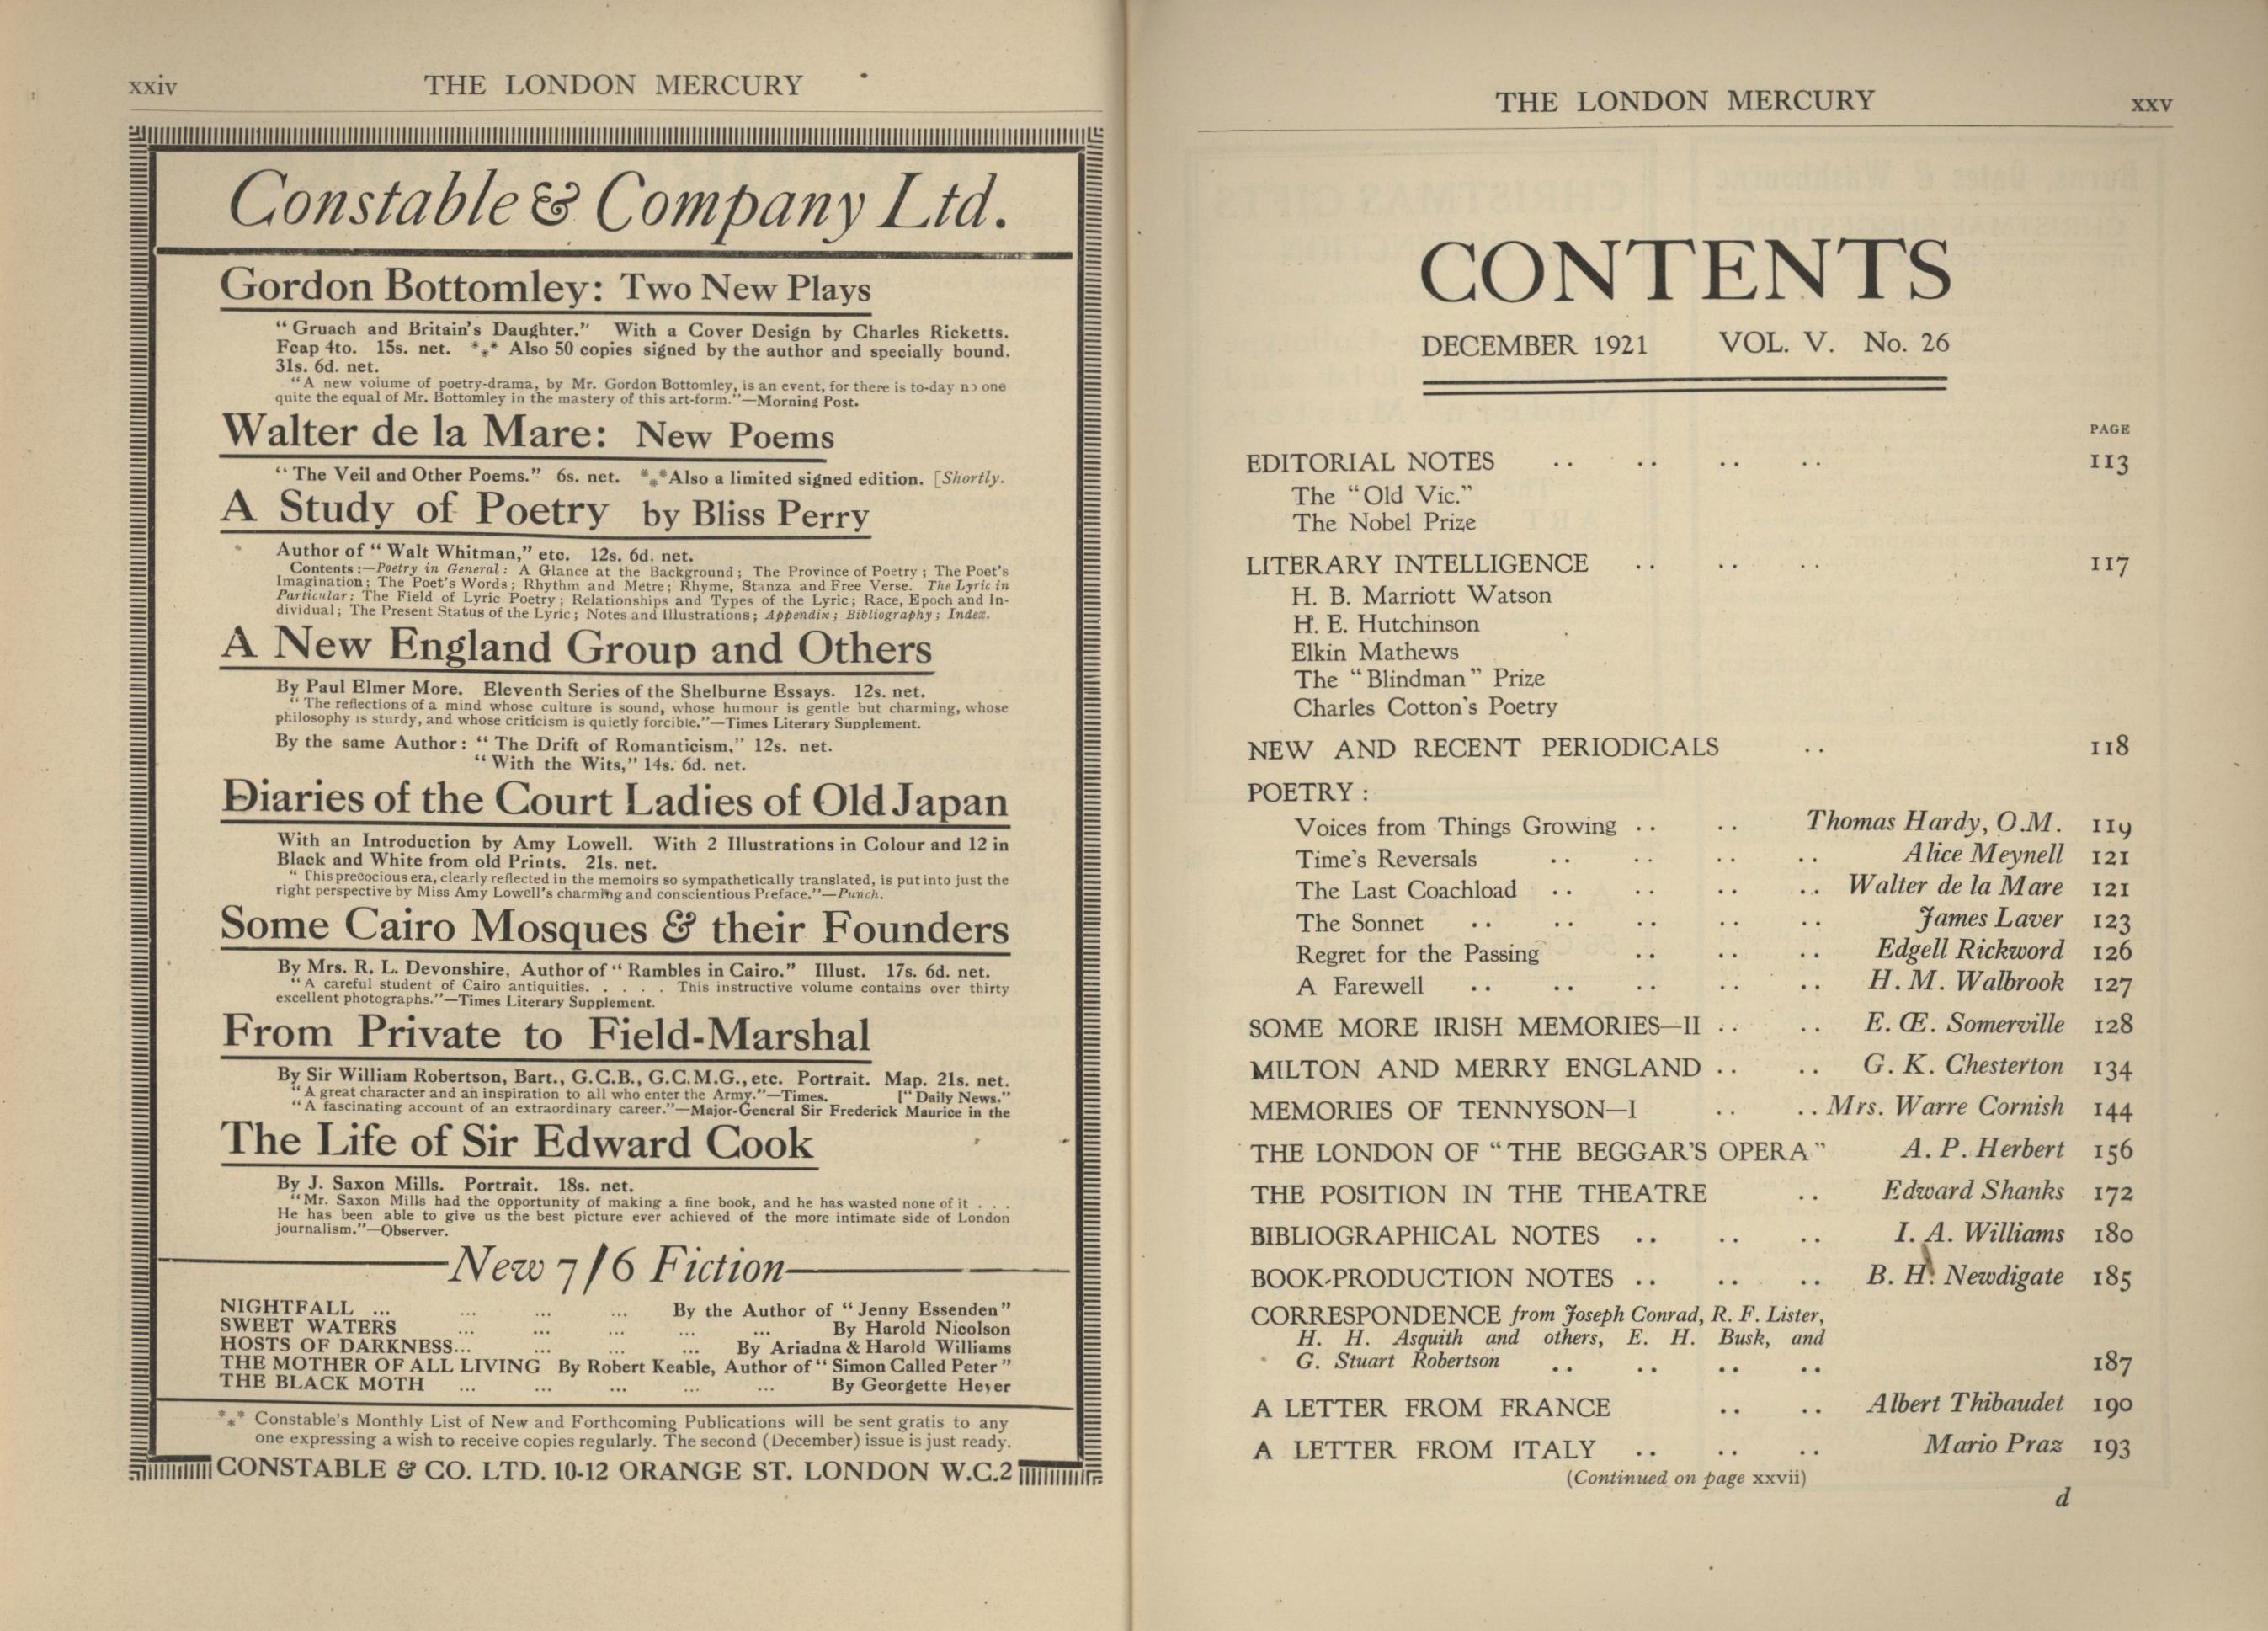 xxiv THE LONDON MERCURY
Constable & Company Ltd.
Gordon Bottomley: Two New Plays
"Gruach and Britain's Daughter." With a Cover Design by Charles Ricketts.
Fcap 4to. 15s. net. *** Also 50 copies signed by the author and specially bound.
31s. 6d. net.
"A new volume of poetry-drama, by Mr. Gordon Bottomley, is an event, for there is to-day no one
quite the equal of Mr. Bottomley in the mastery of this art-form."—Morning Post.
Walter de la Mare: New Poems
"The Veil and Other Poems." 6s. net. *** Also a limited signed edition. [Shortly.
A Study of Poetry by Bliss Perry
Author of "Walt Whitman," etc. 12s. 6d. net.
Contents:—Poetry in General: A Glance at the Background; The Province of Poetry; The Poet's
Imagination; The Poet's Words; Rhythm and Metre; Rhyme, Stanza and Free Verse. The Lyric in
Particular: The Field of Lyric Poetry; Relationships and Types of the Lyric; Race, Epoch and In-
dividual; The Present Status of the Lyric; Notes and Illustrations; Appendix; Bibliography; Index.
A New England Group and Others
By Paul Elmer More. Eleventh Series of the Shelburne Essays. 12s. net.
"The reflections of a mind whose culture is sound, whose humour is gentle but charming, whose
philosophy is sturdy, and whose criticism is quietly forcible."—Times Literary Supplement.
By the same Author: "The Drift of Romanticism," 12s. net.
"With the Wits," 14s. 6d. net.
Diaries of the Court Ladies of Old Japan
With an Introduction by Amy Lowell. With 2 Illustrations in Colour and 12 in
Black and White from old Prints. 21s. net.
"This precocious era, clearly reflected in the memoirs so sympathetically translated, is put into just the
right perspective by Miss Amy Lowell's charming and conscientious Preface."—Punch.
Some Cairo Mosques & their Founders
By Mrs. R. L. Devonshire, Author of "Rambles in Cairo." Illust. 17s. 6d. net.
"A careful student of Cairo antiquities. . . . . This instructive volume contains over thirty
excellent photographs."—Times Literary Supplement.
From Private to Field-Marshal
By Sir William Robertson, Bart., G.C.B., G.C.M.G., etc. Portrait. Map. 21s. net.
"A great character and an inspiration to all who enter the Army."—Times. ["Daily News."
"A fascinating account of an extraordinary career."—Major-General Sir Frederick Maurice in the
The Life of Sir Edward Cook
By J. Saxon Mills. Portrait. 18s. net.
"Mr. Saxon Mills had the opportunity of making a fine book, and he has wasted none of it . . .
He has been able to give us the best picture ever achieved of the more intimate side of London
journalism."—Observer.
New 7/6 Fiction
NIGHTFALL ... ... ... ... By the Author of "Jenny Essenden"
SWEET WATERS ... ... ... ... ... By Harold Nicolson
HOSTS OF DARKNESS... ... ... ... By Ariadna & Harold Williams
THE MOTHER OF ALL LIVING By Robert Keable, Author of "Simon Called Peter"
THE BLACK MOTH ... ... ... ... ... By Georgette Heyer
*** Constable's Monthly List of New and Forthcoming Publications will be sent gratis to any
one expressing a wish to receive copies regularly. The second (December) issue is just ready.
CONSTABLE & CO. LTD. 10-12 ORANGE ST. LONDON W.C.2
THE LONDON MERCURY xxv
CONTENTS
DECEMBER 1921 VOL. V. No. 26
PAGE
EDITORIAL NOTES .. .. .. .. 113
The "Old Vic."
The Nobel Prize
LITERARY INTELLIGENCE .. .. .. 117
H. B. Marriott Watson
H. E. Hutchinson
Elkin Mathews
The "Blindman" Prize
Charles Cotton's Poetry
NEW AND RECENT PERIODICALS .. 118
POETRY:
Voices from Things Growing .. .. Thomas Hardy, O.M. 119
Time's Reversals .. .. .. .. Alice Meynell 121
The Last Coachload .. .. .. .. Walter de la Mare 121
The Sonnet .. .. .. .. .. James Laver 123
Regret for the Passing .. .. .. Edgell Rickword 126
A Farewell .. .. .. .. .. H. M. Walbrook 127
SOME MORE IRISH MEMORIES—II .. .. E. Œ. Somerville 128
MILTON AND MERRY ENGLAND .. .. G. K. Chesterton 134
MEMORIES OF TENNYSON—I .. .. Mrs. Warre Cornish 144
THE LONDON OF "THE BEGGAR'S OPERA" A. P. Herbert 156
THE POSITION IN THE THEATRE .. Edward Shanks 172
BIBLIOGRAPHICAL NOTES .. .. .. I. A. Williams 180
BOOK-PRODUCTION NOTES .. .. .. B. H. Newdigate 185
CORRESPONDENCE from Joseph Conrad, R. F. Lister,
H. H. Asquith and others, E. H. Busk, and
G. Stuart Robertson .. .. .. .. 187
A LETTER FROM FRANCE .. .. Albert Thibaudet 190
A LETTER FROM ITALY .. .. .. Mario Praz 193
(Continued on page xxvii)
d